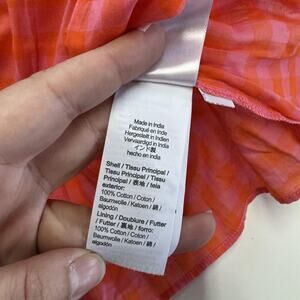 Made in India
Fabriqué en Inde
Hergestellt in Indien
Vervaardigd in India
インド製
hecho en india
Shell / Tissu Principal /
Tissu Principal / Tissu
Principal / 表地 / tela
exterior:
100% Cotton / Coton /
Baumwolle / Katoen / 綿 /
algodón
Lining / Doublure / Futter
/ Futter / 裏地 / forro:
100% Cotton / Coton /
Baumwolle / Katoen / 綿 /
algodón